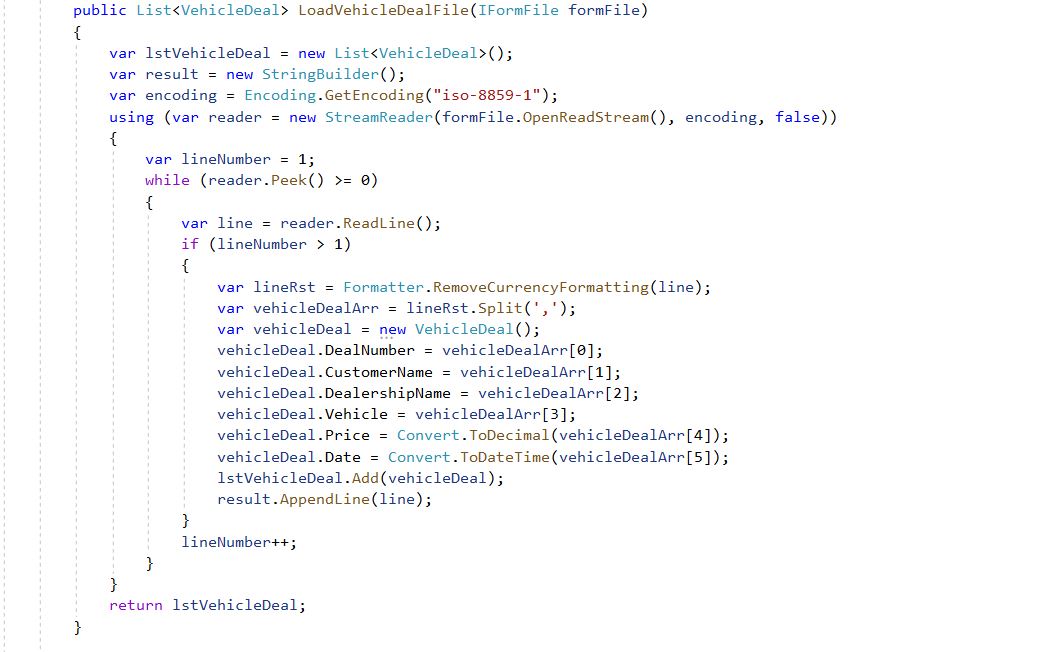 public List<VehicleDeal> LoadVehicleDealFile(IFormFile formFile)
{
var lstVehicleDeal = new List<VehicleDeal>();
var result = new StringBuilder();
var encoding = Encoding.GetEncoding("iso-8859-1");
using (var reader = new StreamReader(formFile.OpenReadStream(), encoding, false))
{
var lineNumber = 1;
while (reader.Peek() >= 0)
{
var line = reader.ReadLine();
if (lineNumber > 1)
{
var lineRst = Formatter.RemoveCurrencyFormatting(line);
var vehicleDealArr = lineRst.Split(',');
var vehicleDeal = new VehicleDeal();
vehicleDeal.DealNumber = vehicleDealArr[0];
vehicleDeal.CustomerName = vehicleDealArr[1];
vehicleDeal.DealershipName = vehicleDealArr[2];
vehicleDeal.Vehicle = vehicleDealArr[3];
vehicleDeal.Price = Convert.ToDecimal(vehicleDealArr[4]);
vehicleDeal.Date = Convert.ToDateTime(vehicleDealArr[5]);
lstVehicleDeal.Add(vehicleDeal);
result.AppendLine(line);
}
lineNumber++;
}
}
return lstVehicleDeal;
}